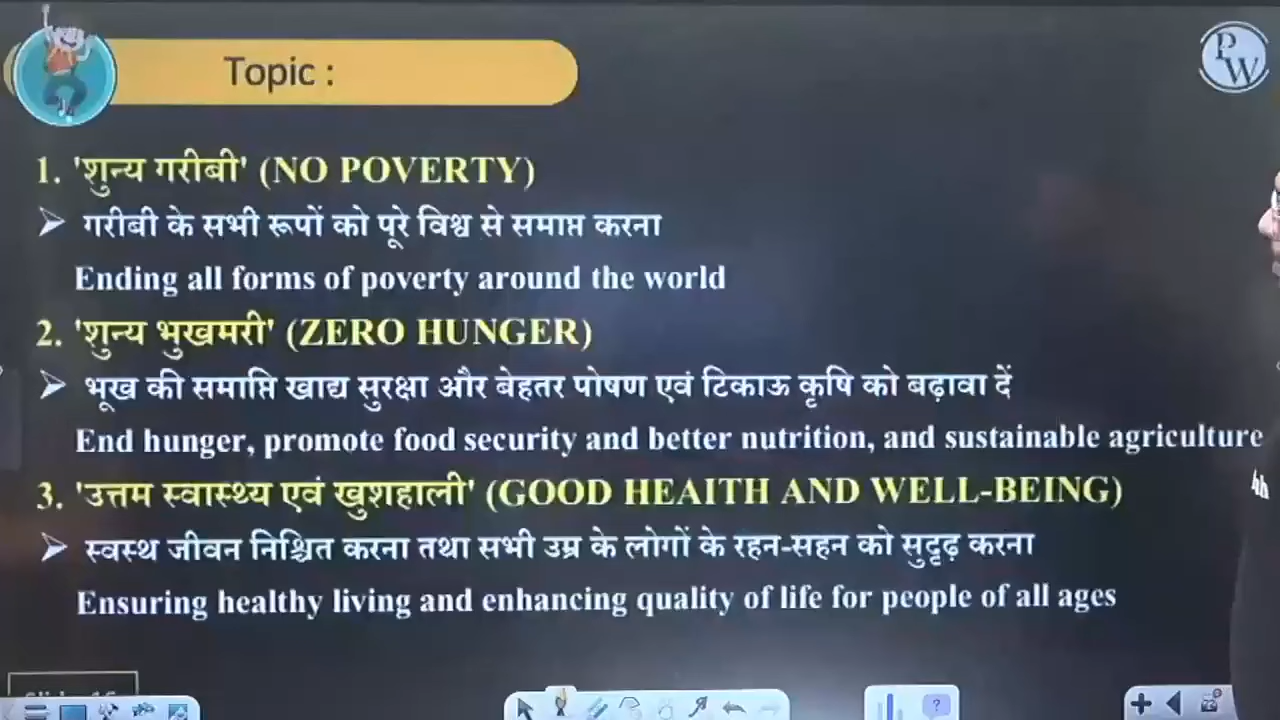 Topic :
PW
1. 'शुन्य गरीबी' (NO POVERTY)
➤ गरीबी के सभी रूपों को पूरे विश्व से समाप्त करना
Ending all forms of poverty around the world
2. 'शुन्य भुखमरी' (ZERO HUNGER)
➤ भूख की समाप्ति खाद्य सुरक्षा और बेहतर पोषण एवं टिकाऊ कृषि को बढ़ावा दें
End hunger, promote food security and better nutrition, and sustainable agriculture
3. 'उत्तम स्वास्थ्य एवं खुशहाली' (GOOD HEAITH AND WELL-BEING)
➤ स्वस्थ जीवन निश्चित करना तथा सभी उम्र के लोगों के रहन-सहन को सुदृढ़ करना
Ensuring healthy living and enhancing quality of life for people of all ages